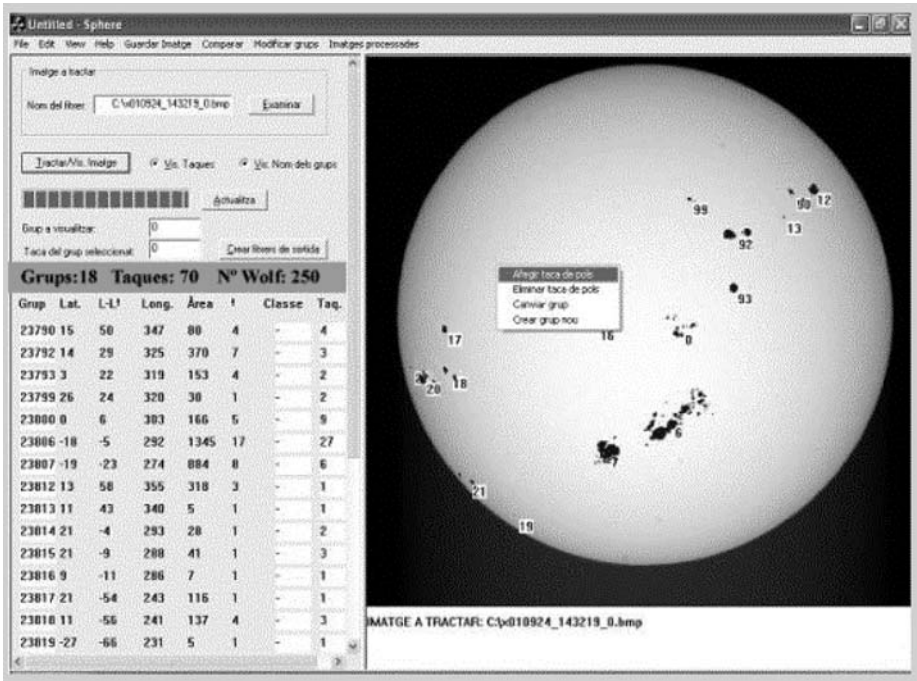 Untitled - Sphere
File Edit View Help Guardar Imatge Comparar Modificar grups Imatges processades
Imatge a tractar
Nom del fitxer: C:\x010924_143219_0.bmp Examinar
Tractar/Vis. Imatge Vis. Taques Vis. Nom dels grups
Actualitza
Grup a visualitzar: 0
Taca del grup seleccionat: 0 Crear fitxers de sortida
Grups:18 Taques: 70 Nº Wolf: 250
Grup Lat. L-L' Long. Àrea ' Classe Taq.
23790 15 50 347 80 4 - 4
23792 14 29 325 370 7 - 3
23793 3 22 319 153 4 - 2
23799 26 24 320 30 1 - 2
23800 0 6 303 166 5 - 9
23806 -18 -5 292 1345 17 - 27
23807 -19 -23 274 884 8 - 6
23812 13 58 355 318 3 - 1
23813 11 43 340 5 1 - 1
23814 21 -4 293 28 1 - 2
23815 21 -9 288 41 1 - 3
23816 9 -11 286 7 1 - 1
23817 21 -54 243 116 1 - 1
23818 11 -56 241 137 4 - 3
23819 -27 -66 231 5 1 - 1
99
90 12
13
92
Afegir taca de pols
Eliminar taca de pols
Canviar grup
Crear grup nou
93
16
0
17
20 18
6
7
21
19
IMATGE A TRACTAR: C:\x010924_143219_0.bmp